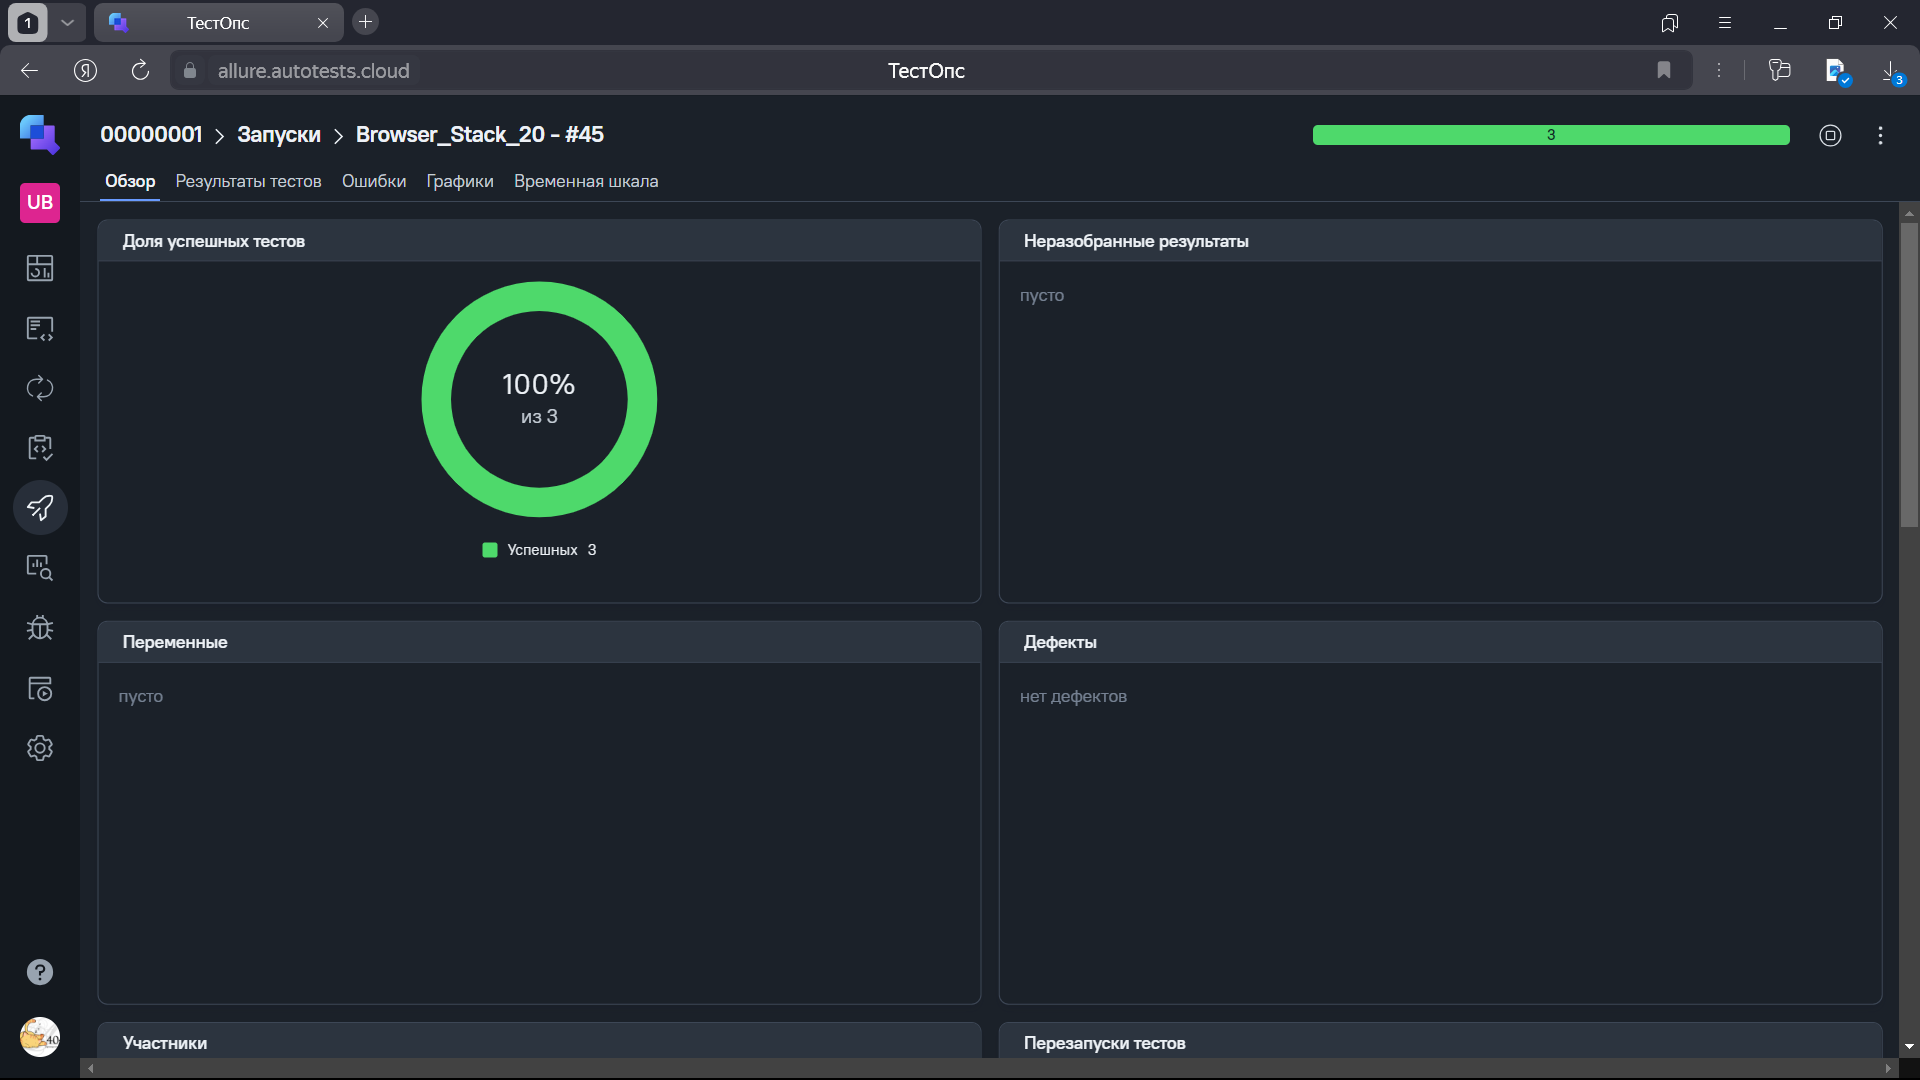 1
ТестОпс
allure.autotests.cloud
ТестОпс
3
00000001 > Запуски > Browser_Stack_20 - #45
3
UB
Обзор
Результаты тестов
Ошибки
Графики
Временная шкала
Доля успешных тестов
100%
из 3
Успешных 3
Неразобранные результаты
пусто
Переменные
пусто
Дефекты
нет дефектов
Участники
Перезапуски тестов
?
40